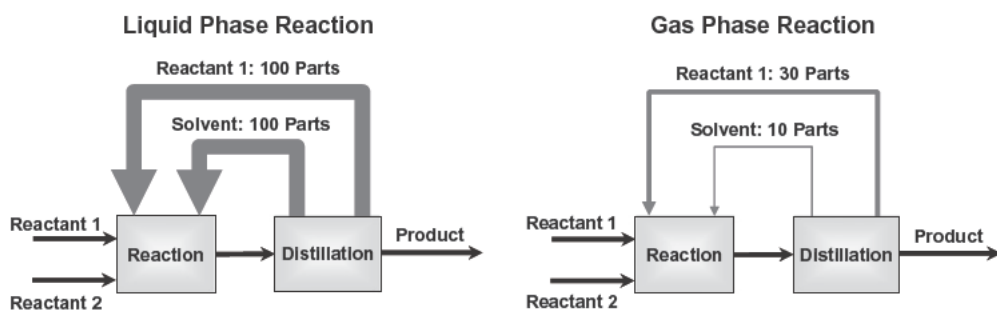 Liquid Phase Reaction
Reactant 1: 100 Parts
Solvent: 100 Parts
Reactant 1
Reaction
Distillation
Product
Reactant 2
Gas Phase Reaction
Reactant 1: 30 Parts
Solvent: 10 Parts
Reactant 1
Reaction
Distillation
Product
Reactant 2